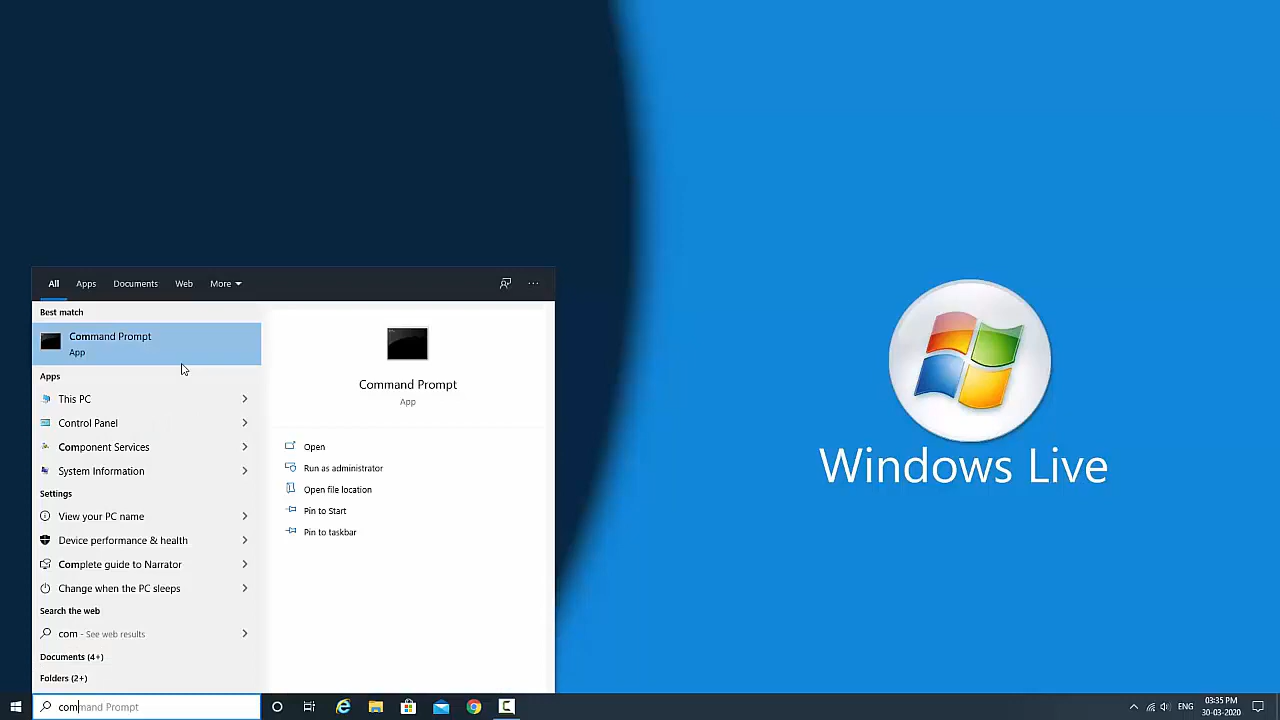 All
Apps
Documents
Web
More
Best match
Command Prompt
App
Apps
This PC
Control Panel
Component Services
System Information
Settings
View your PC name
Device performance & health
Complete guide to Narrator
Change when the PC sleeps
Search the web
com - See web results
Documents (4+)
Folders (2+)
Command Prompt
App
Open
Run as administrator
Open file location
Pin to Start
Pin to taskbar
Windows Live
command Prompt
ENG
03:35 PM
30-03-2020